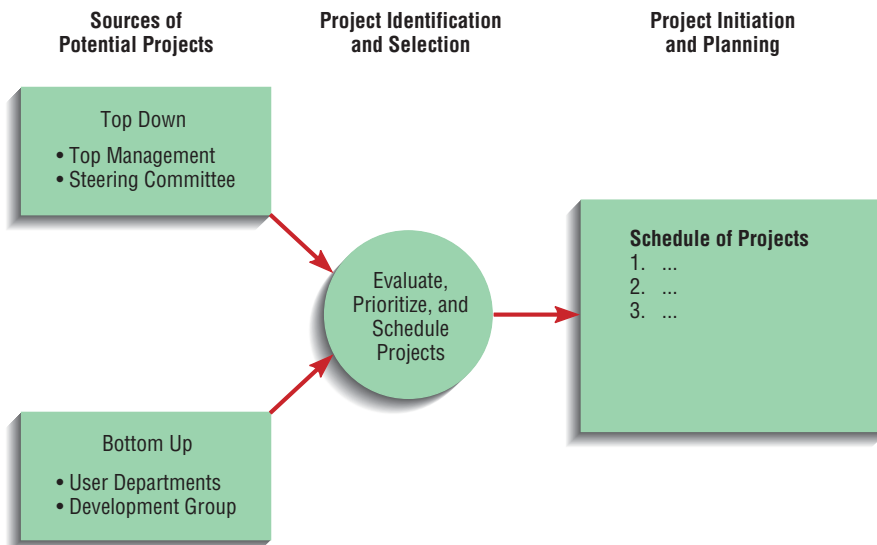 Sources of
Potential Projects
Project Identification
and Selection
Project Initiation
and Planning
Top Down
• Top Management
• Steering Committee
Evaluate,
Prioritize, and
Schedule
Projects
Schedule of Projects
1. ...
2. ...
3. ...
Bottom Up
• User Departments
• Development Group